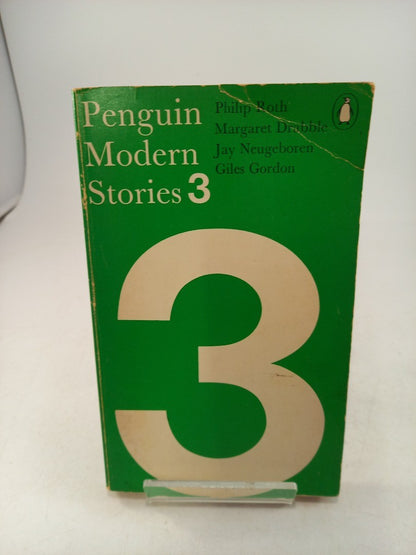 Penguin
Modern
Stories 3
Philip Roth
Margaret Drabble
Jay Neugeboren
Giles Gordon
3